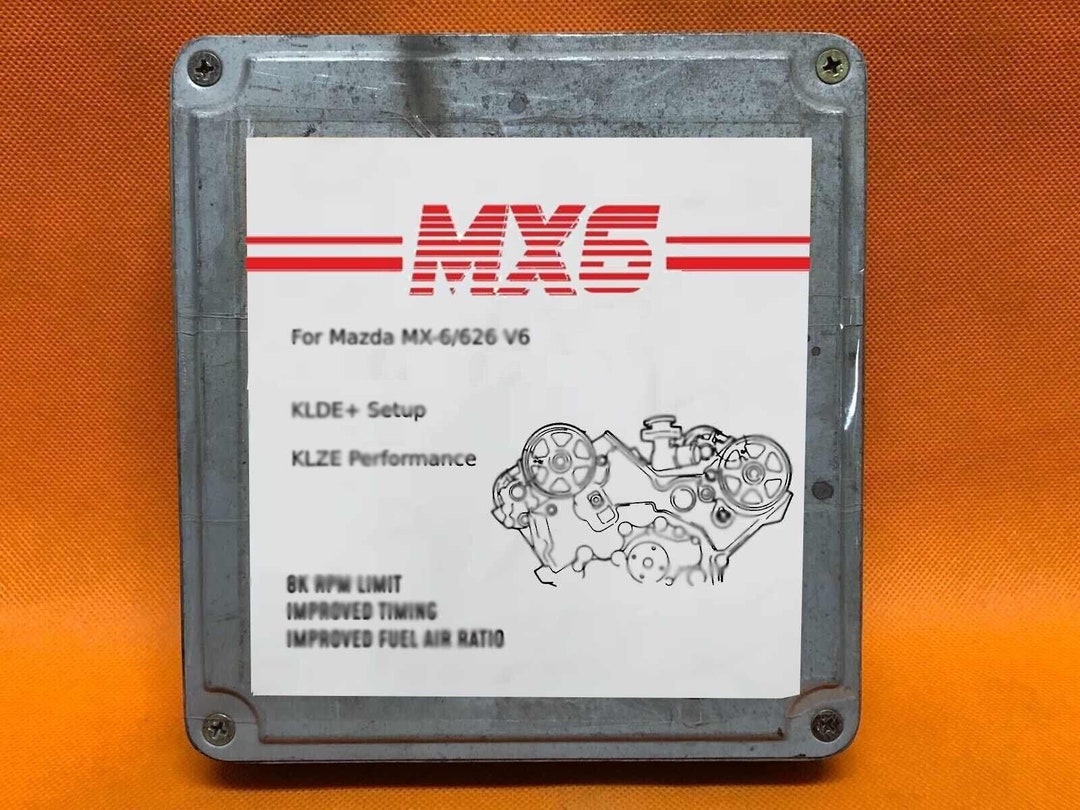 MX6
For Mazda MX-6/626 V6
KLDE+ Setup
KLZE Performance
8K RPM LIMIT
IMPROVED TIMING
IMPROVED FUEL AIR RATIO